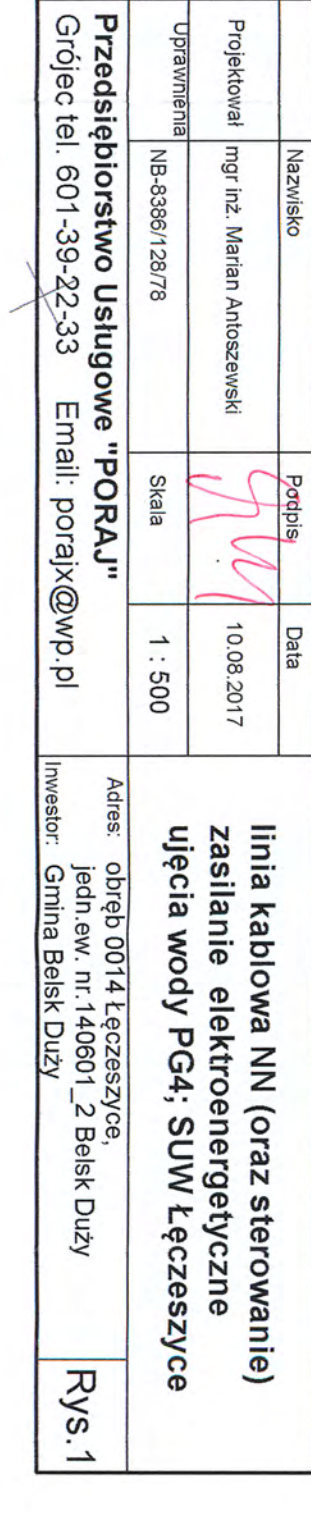 Nazwisko Podpis Data
Projektował mgr inż. Marian Antoszewski 10.08.2017
Uprawnienia NB-8386/128/78 Skala 1 : 500
Przedsiębiorstwo Usługowe "PORAJ"
Grójec tel. 601-39-22-33 Email: porajx@wp.pl
linia kablowa NN (oraz sterowanie)
zasilanie elektroenergetyczne
ujęcia wody PG4; SUW Łęczeszyce
Adres: obręb 0014 Łęczeszyce,
jedn.ew. nr.140601_2 Belsk Duży
Inwestor: Gmina Belsk Duży
Rys.1